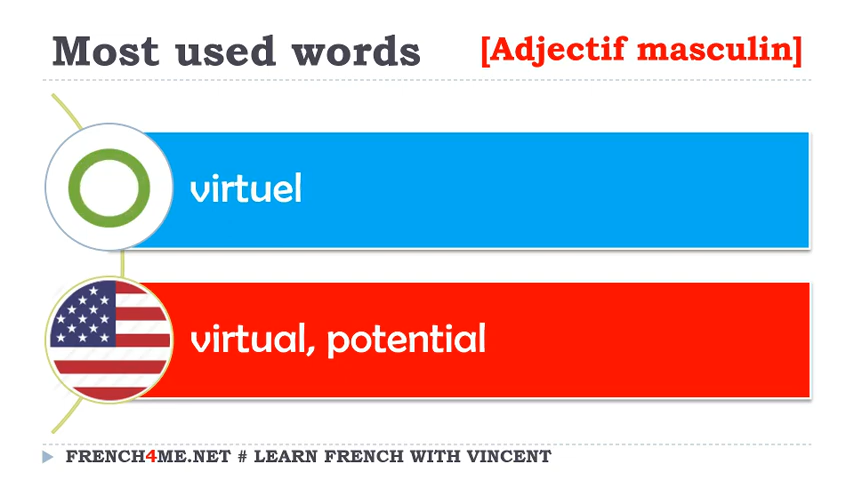 Most used words [Adjectif masculin]
virtuel
virtual, potential
FRENCH4ME.NET # LEARN FRENCH WITH VINCENT